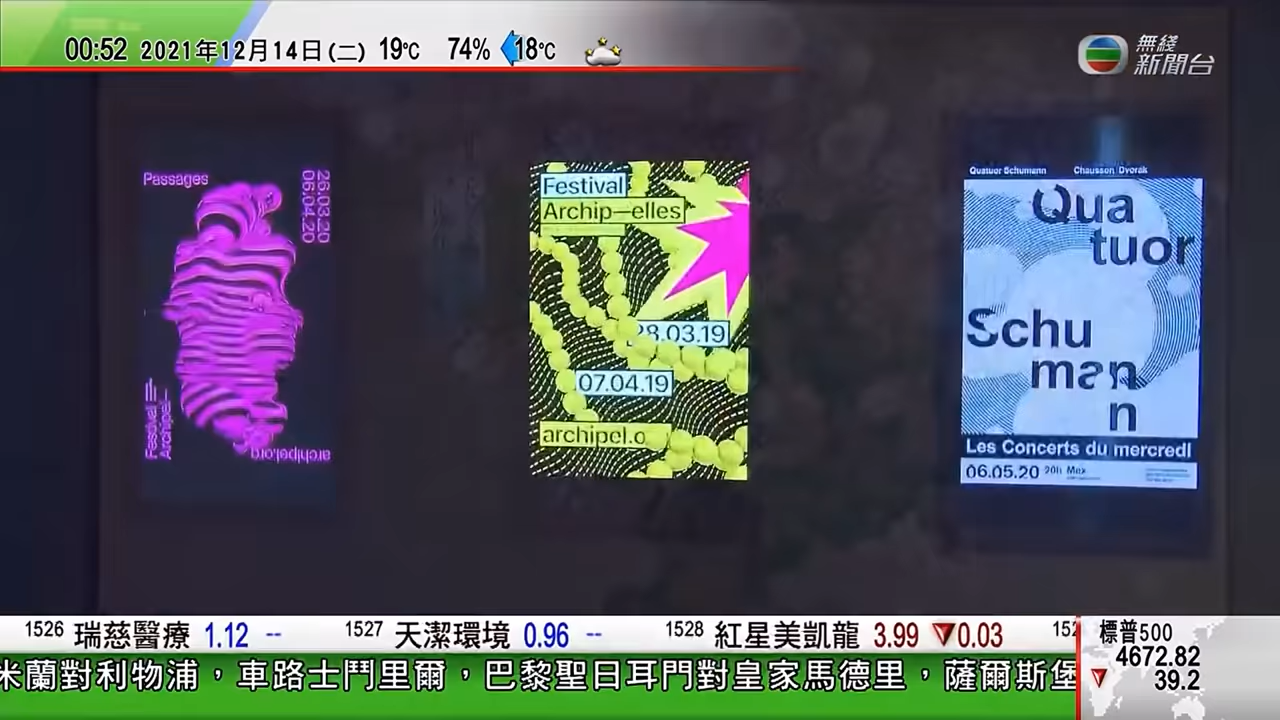 00:52 2021年12月14日(二) 19℃ 74% 18℃
無綫
新聞台
Passages
26.03.20
06.04.20
Festival
Archipel
archipel.org
Festival
Archip—elles
28.03.19
07.04.19
archipel.o
Quatuor Schumann Chausson Dvorak
Qua
tuor
Schu
man
n
Les Concerts du mercredi
06.05.20 20h Max
1526 瑞慈醫療 1.12 -- 1527 天潔環境 0.96 -- 1528 紅星美凱龍 3.99 ▼0.03 152
標普500
4672.82
▼ 39.2
米蘭對利物浦，車路士鬥里爾，巴黎聖日耳門對皇家馬德里，薩爾斯堡